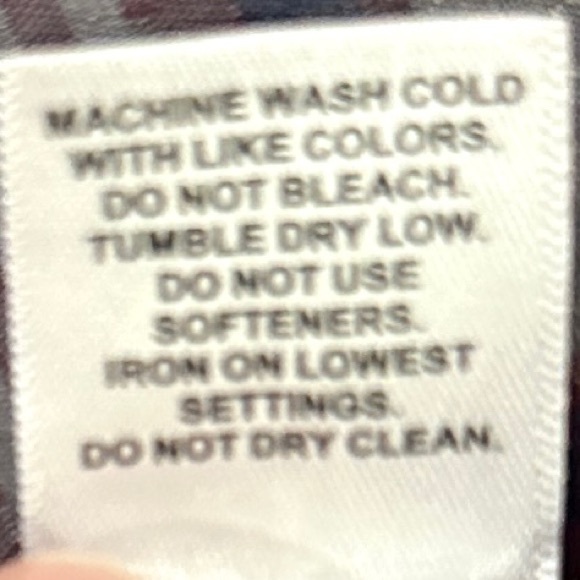 MACHINE WASH COLD
WITH LIKE COLORS.
DO NOT BLEACH.
TUMBLE DRY LOW.
DO NOT USE
SOFTENERS.
IRON ON LOWEST
SETTINGS.
DO NOT DRY CLEAN.